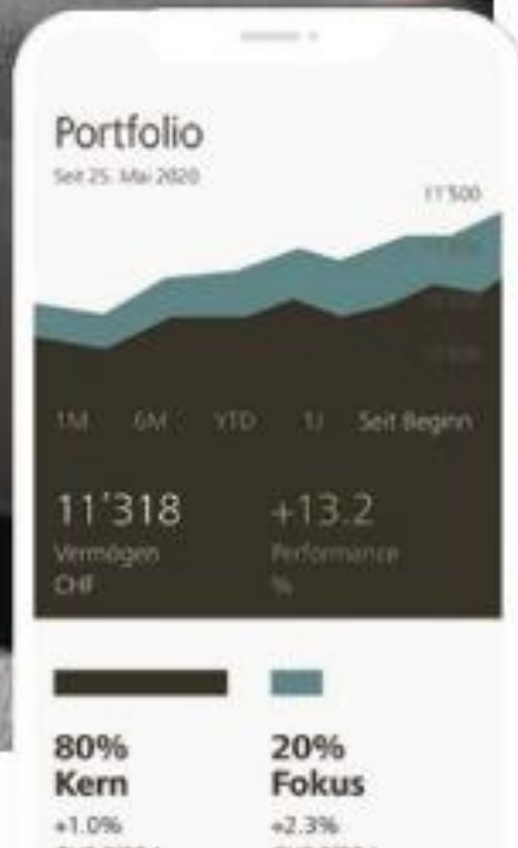 Portfolio
Seit 25. Mai 2020
11'500
1M 6M YTD 1J Seit Beginn
11'318 +13.2
Vermögen Performance
CHF %
80% 20%
Kern Fokus
+1.0% +2.3%